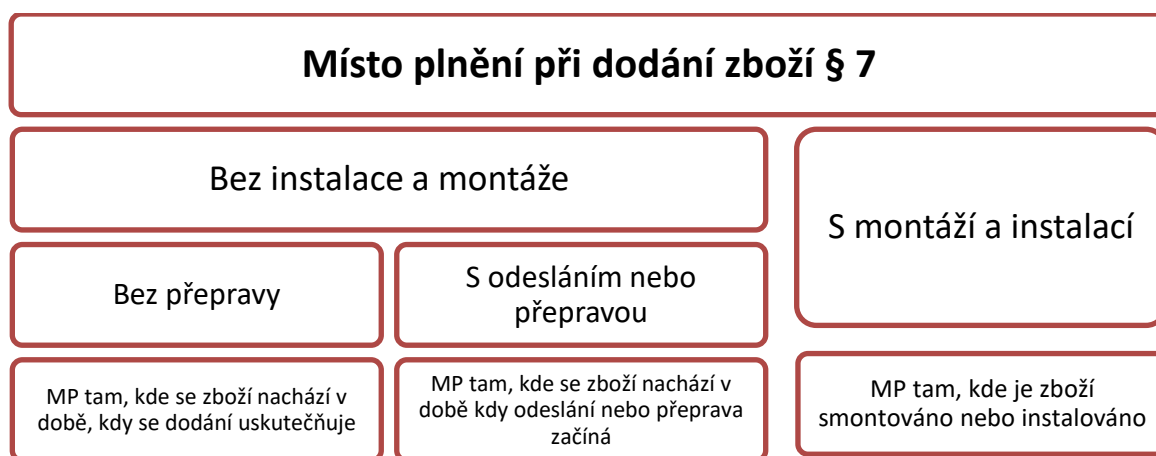 Místo plnění při dodání zboží § 7
Bez instalace a montáže
S montáží a instalací
Bez přepravy
S odesláním nebo
přepravou
MP tam, kde se zboží nachází v
době, kdy se dodání uskutečňuje
MP tam, kde se zboží nachází v
době kdy odeslání nebo přeprava
začíná
MP tam, kde je zboží
smontováno nebo instalováno